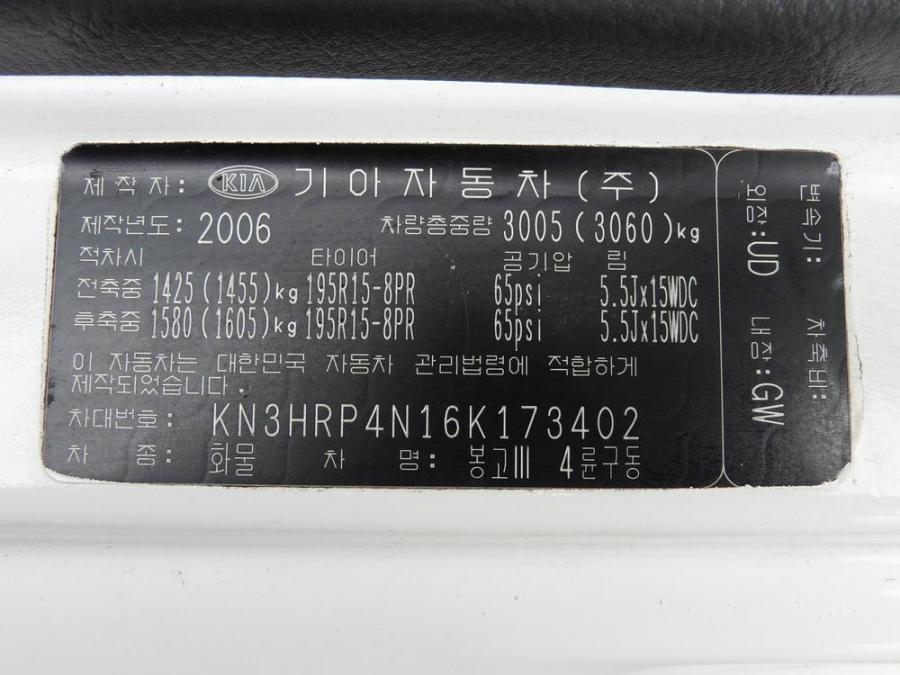 제작자: KIA 기아자동차(주)
제작년도: 2006 차량총중량 3005(3060)kg
적차시 타이어 공기압 림
전축중 1425(1455)kg 195R15-8PR 65psi 5.5Jx15WDC
후축중 1580(1605)kg 195R15-8PR 65psi 5.5Jx15WDC
이 자동차는 대한민국 자동차 관리법령에 적합하게
제작되었습니다.
차대번호: KN3HRP4N16K173402
차 종: 화물 차 명: 봉고III 4륜구동
변속기: 차축비:
외장:UD 내장:GW